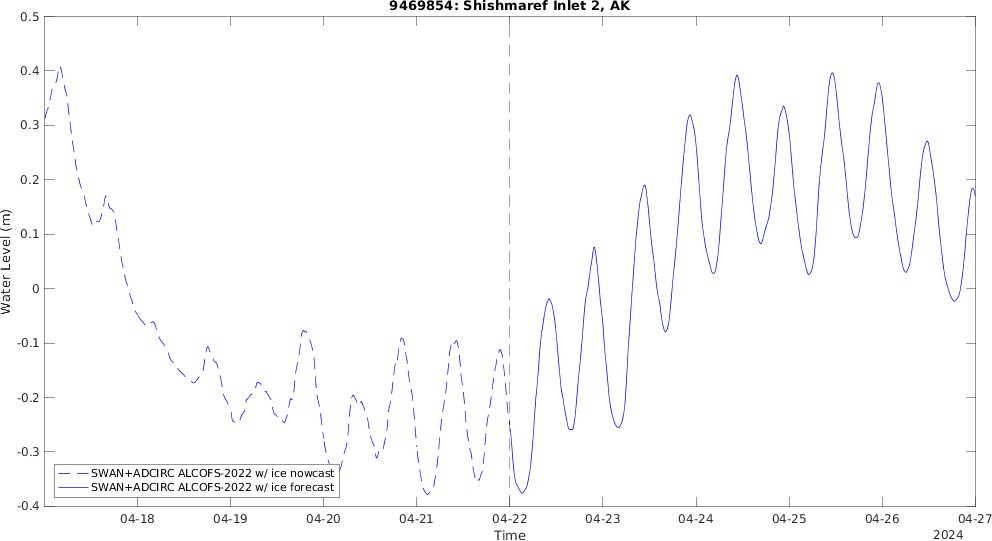 9469854: Shishmaref Inlet 2, AK
0.5
0.4
0.3
0.2
0.1
0
-0.1
-0.2
-0.3
-0.4
Water Level (m)
SWAN+ADCIRC ALCOFS-2022 w/ ice nowcast
SWAN+ADCIRC ALCOFS-2022 w/ ice forecast
04-18 04-19 04-20 04-21 04-22 04-23 04-24 04-25 04-26 04-27
Time
2024